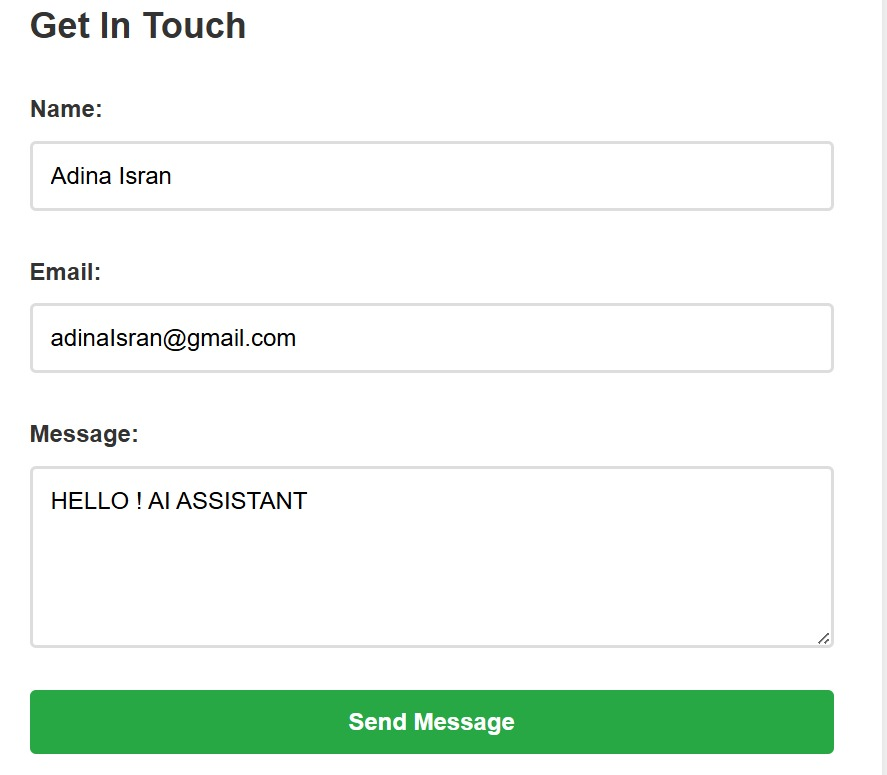 Get In Touch
Name:
Adina Isran
Email:
adinaIsran@gmail.com
Message:
HELLO ! AI ASSISTANT
Send Message